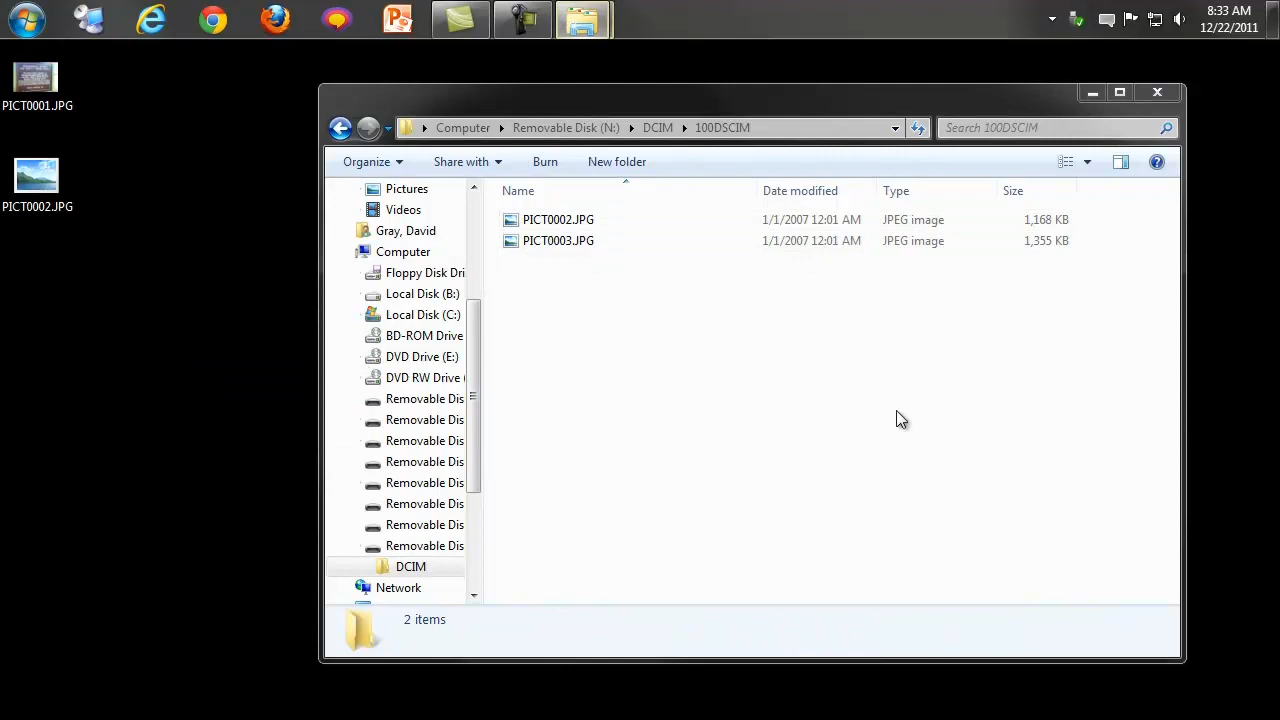 8:33 AM
12/22/2011
PICT0001.JPG
PICT0002.JPG
Computer Removable Disk (N:) DCIM 100DSCIM
Search 100DSCIM
Organize Share with Burn New folder
Name Date modified Type Size
PICT0002.JPG 1/1/2007 12:01 AM JPEG image 1,168 KB
PICT0003.JPG 1/1/2007 12:01 AM JPEG image 1,355 KB
Pictures
Videos
Gray, David
Computer
Floppy Disk Dri
Local Disk (B:)
Local Disk (C:)
BD-ROM Drive
DVD Drive (E:)
DVD RW Drive (
Removable Dis
Removable Dis
Removable Dis
Removable Dis
Removable Dis
Removable Dis
Removable Dis
Removable Dis
DCIM
Network
2 items